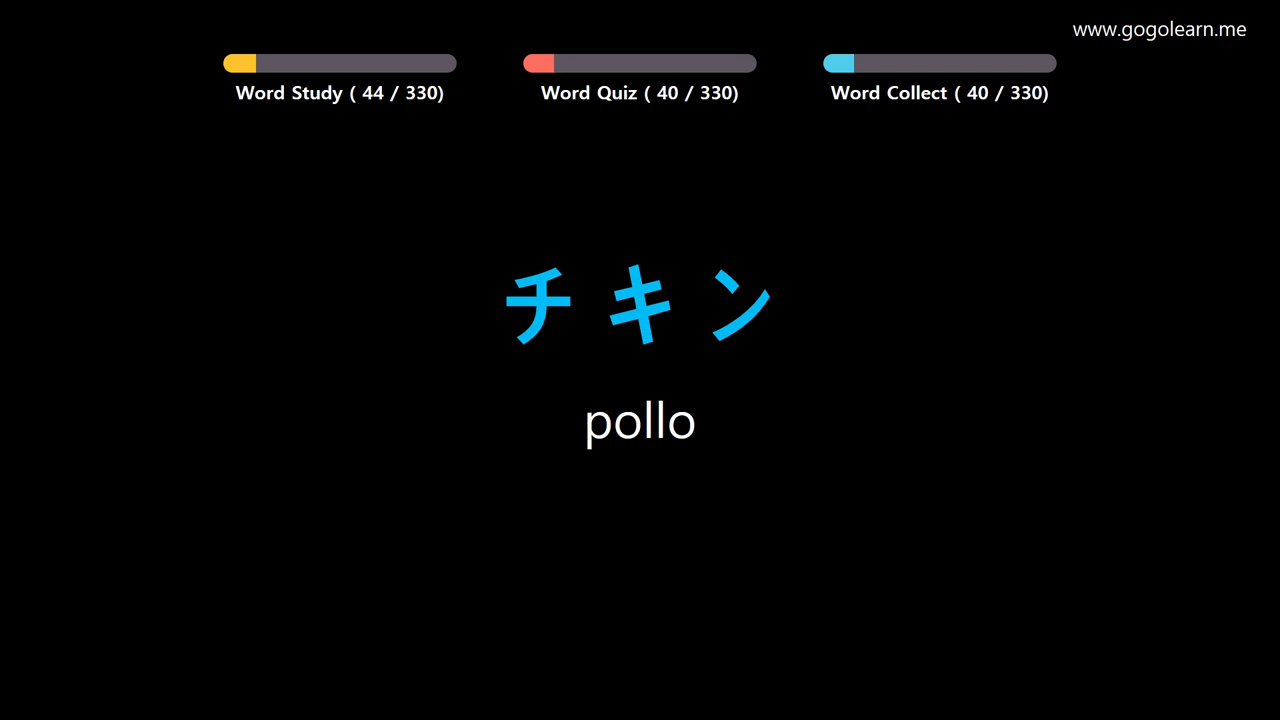 www.gogolearn.me
Word Study ( 44 / 330)
Word Quiz ( 40 / 330)
Word Collect ( 40 / 330)
チキン
pollo